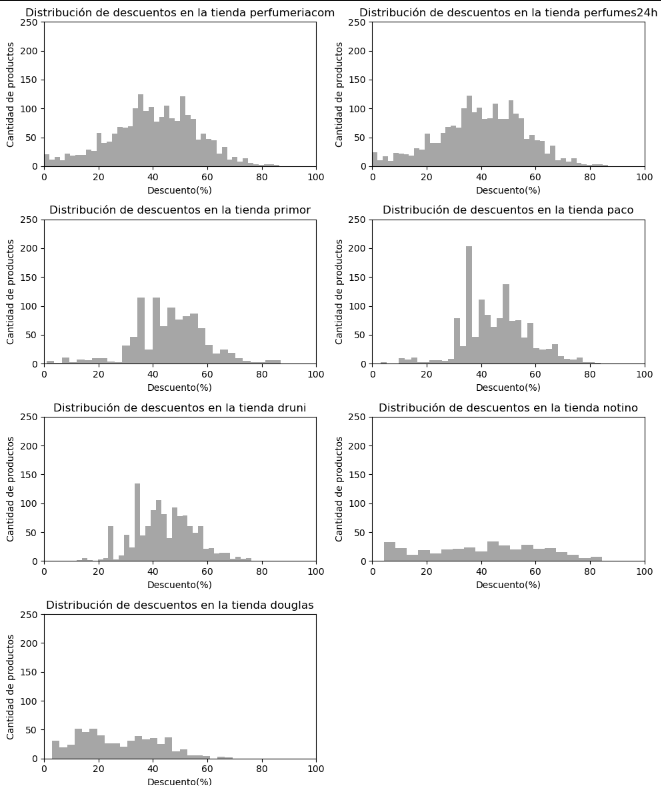 Distribución de descuentos en la tienda perfumeriacom
250
200
150
100
50
0
Cantidad de productos
0 20 40 60 80 100
Descuento(%)
Distribución de descuentos en la tienda perfumes24h
250
200
150
100
50
0
Cantidad de productos
0 20 40 60 80 100
Descuento(%)
Distribución de descuentos en la tienda primor
250
200
150
100
50
0
Cantidad de productos
0 20 40 60 80 100
Descuento(%)
Distribución de descuentos en la tienda paco
250
200
150
100
50
0
Cantidad de productos
0 20 40 60 80 100
Descuento(%)
Distribución de descuentos en la tienda druni
250
200
150
100
50
0
Cantidad de productos
0 20 40 60 80 100
Descuento(%)
Distribución de descuentos en la tienda notino
250
200
150
100
50
0
Cantidad de productos
0 20 40 60 80 100
Descuento(%)
Distribución de descuentos en la tienda douglas
250
200
150
100
50
0
Cantidad de productos
0 20 40 60 80 100
Descuento(%)